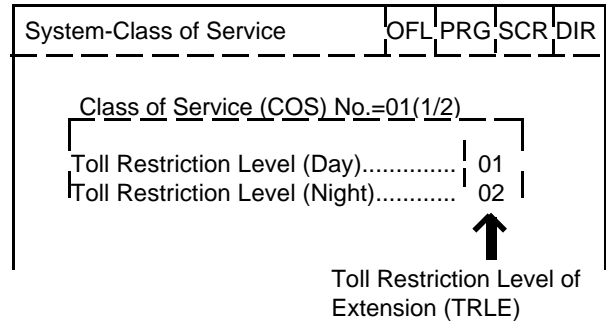 System-Class of Service OFL PRG SCR DIR
Class of Service (COS) No.=01(1/2)
Toll Restriction Level (Day).............. 01
Toll Restriction Level (Night)............ 02
Toll Restriction Level of
Extension (TRLE)